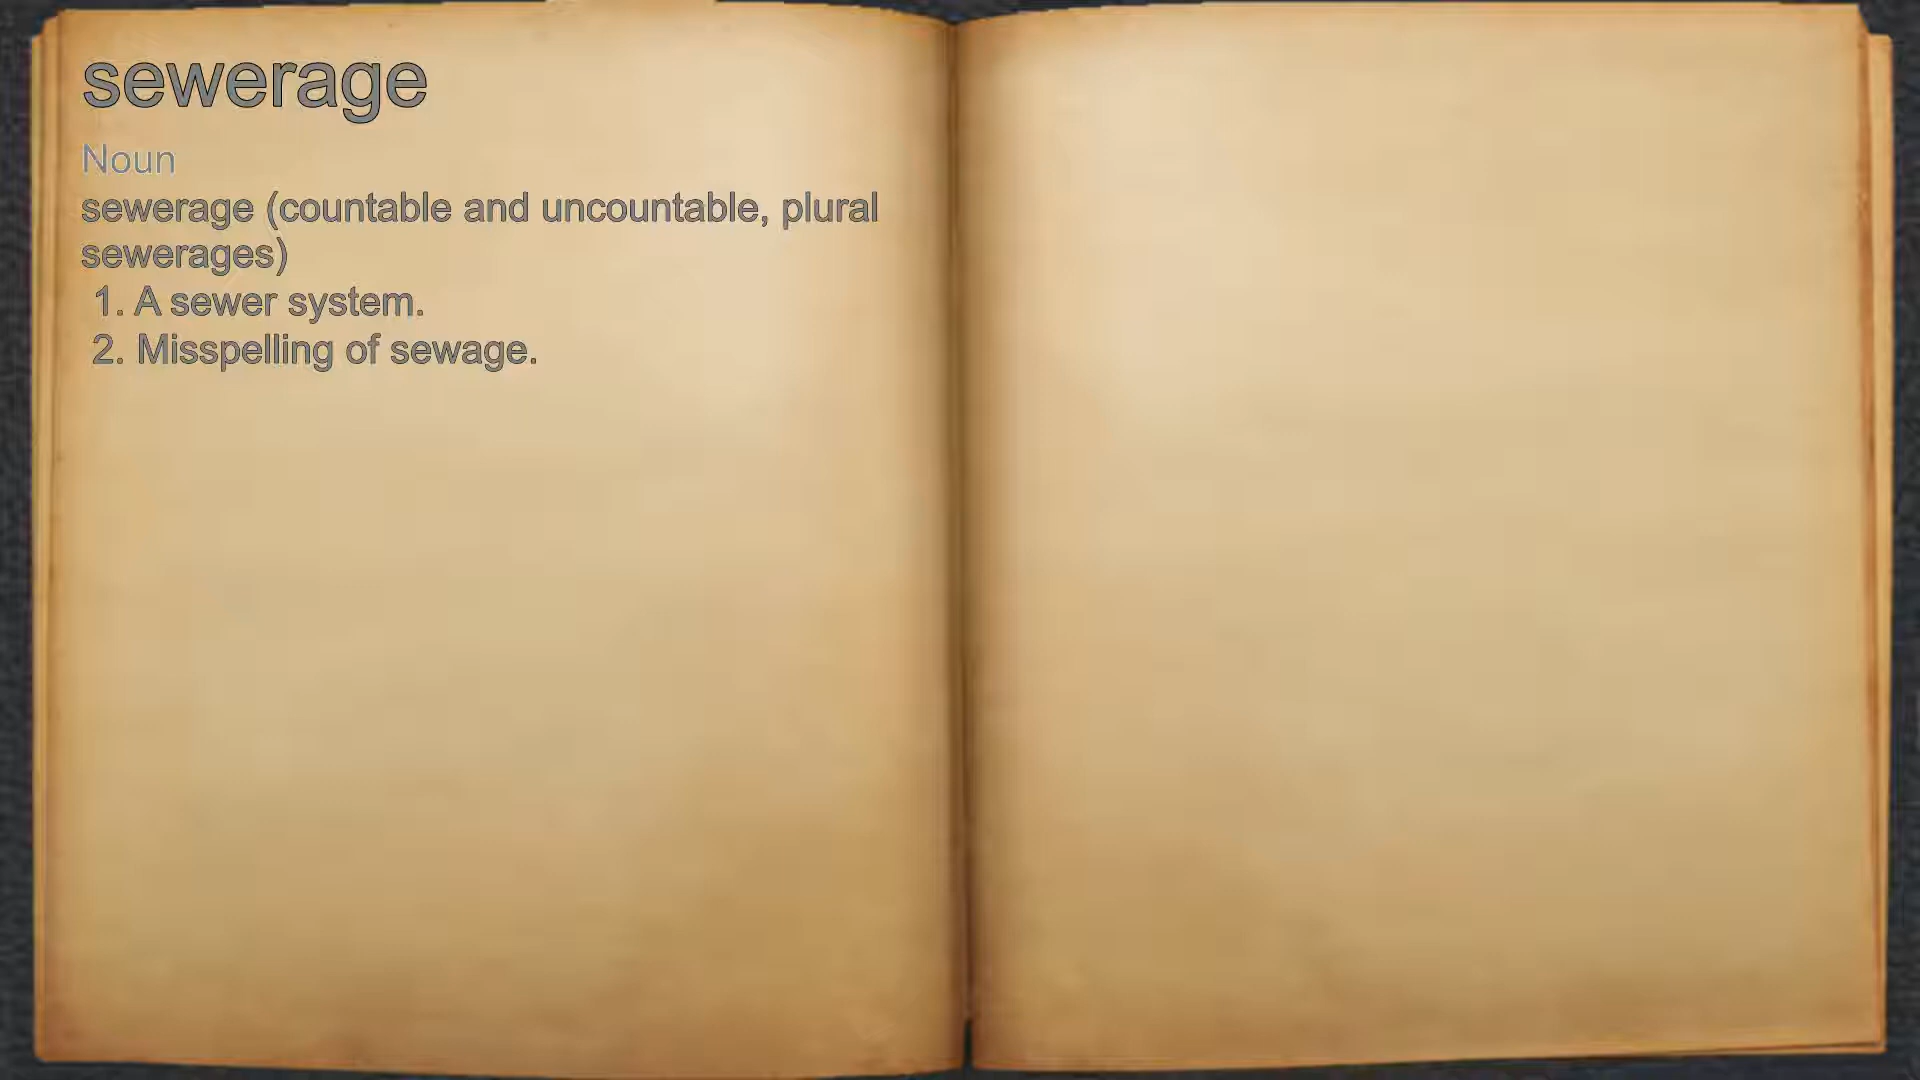 sewerage
Noun
sewerage (countable and uncountable, plural
sewerages)
1. A sewer system.
2. Misspelling of sewage.